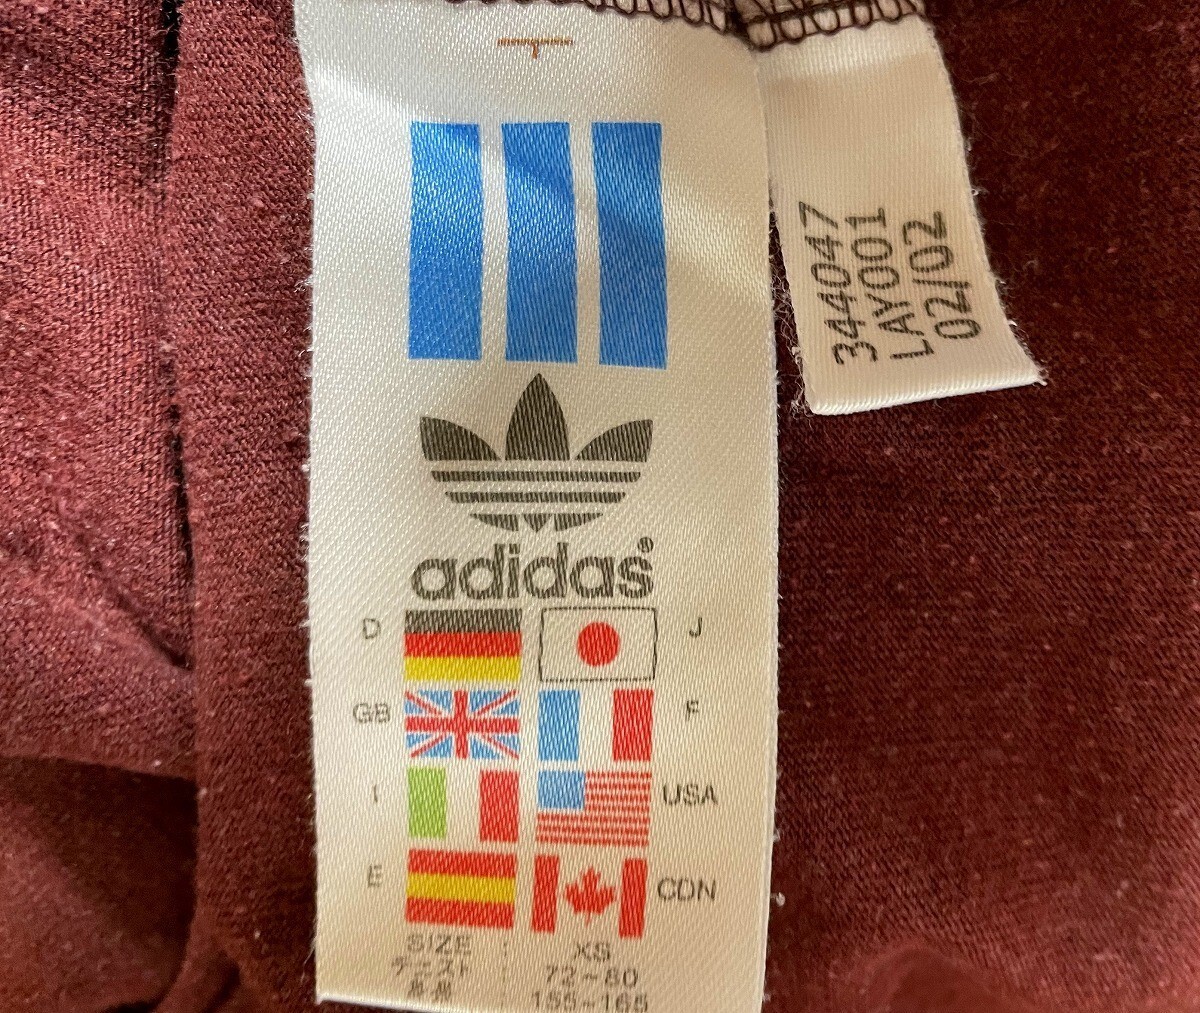 adidas®
D
J
GB
F
I
USA
E
CDN
SIZE : XS
72~80
155~165
344047
LAY001
02/02